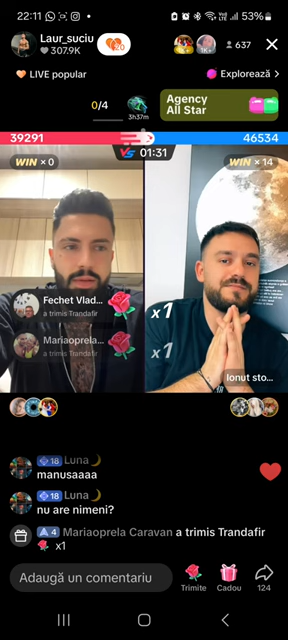 22:11
53%
Laur_suciu
307.9K
20
1K+
637
LIVE popular
Explorează >
0/4
3h37m
Agency
All Star
39291
46534
WIN × 0
VS 01:31
WIN × 14
Fechet Vlad...
a trimis Trandafir
x1
Mariaoprela...
a trimis Trandafir
x1
Ionut sto...
18 Luna
manusaaaa
18 Luna
nu are nimeni?
4 Mariaoprela Caravan a trimis Trandafir
x1
Adaugă un comentariu
Trimite
Cadou
124